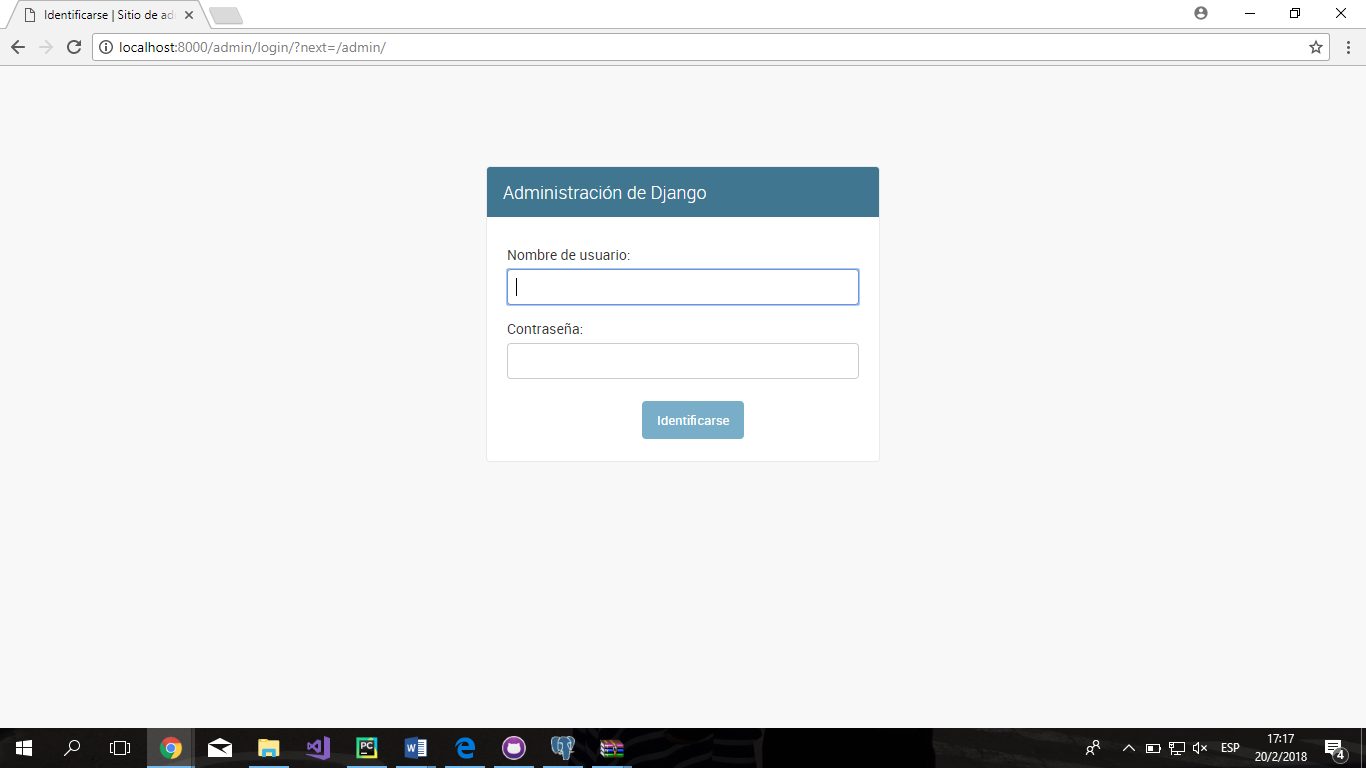 Identificarse | Sitio de ad
localhost:8000/admin/login/?next=/admin/
Administración de Django
Nombre de usuario:
Contraseña:
Identificarse
PC
ESP
17:17
20/2/2018
4